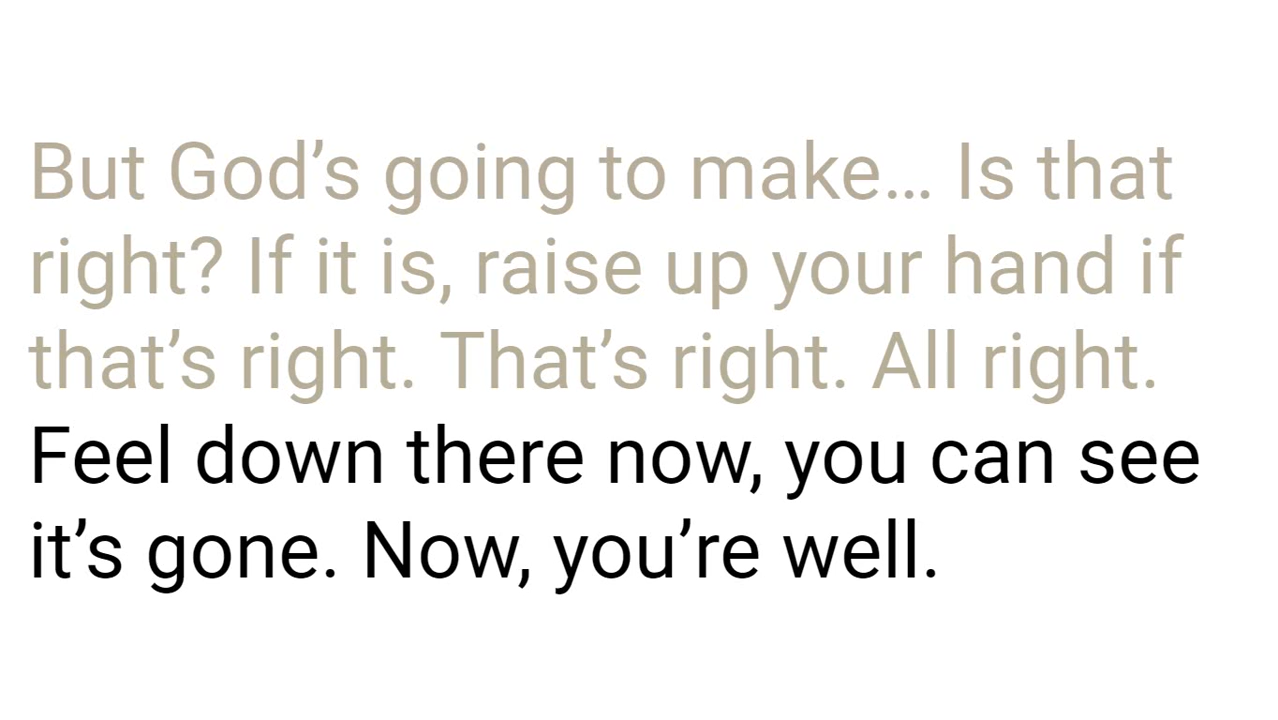 But God’s going to make… Is that
right? If it is, raise up your hand if
that’s right. That’s right. All right.
Feel down there now, you can see
it’s gone. Now, you’re well.